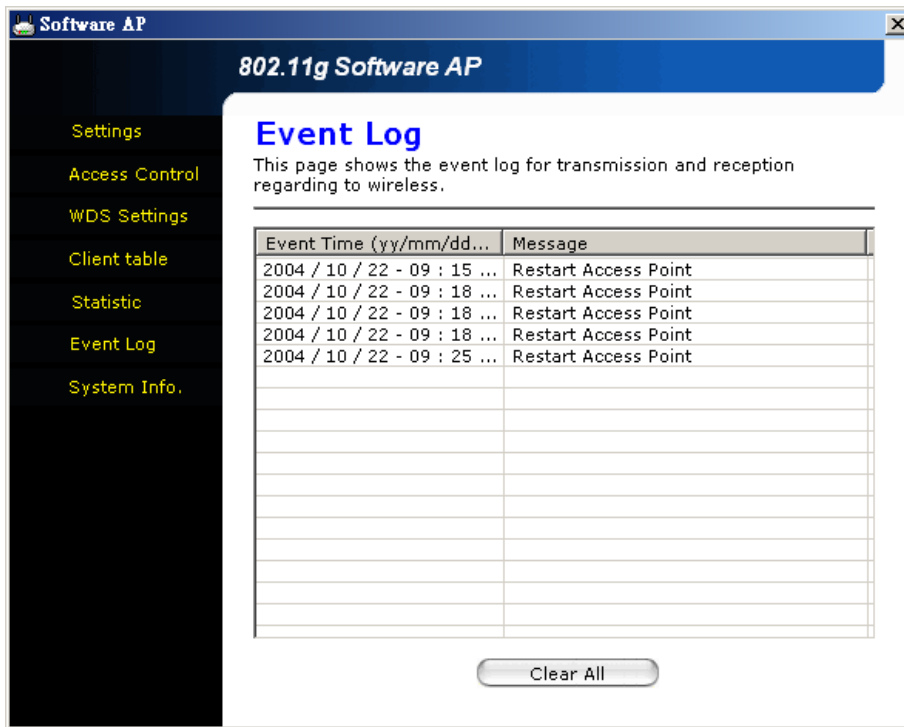 Software AP
802.11g Software AP
Settings
Access Control
WDS Settings
Client table
Statistic
Event Log
System Info.
Event Log
This page shows the event log for transmission and reception
regarding to wireless.
Event Time (yy/mm/dd... Message
2004 / 10 / 22 - 09 : 15 ... Restart Access Point
2004 / 10 / 22 - 09 : 18 ... Restart Access Point
2004 / 10 / 22 - 09 : 18 ... Restart Access Point
2004 / 10 / 22 - 09 : 18 ... Restart Access Point
2004 / 10 / 22 - 09 : 25 ... Restart Access Point
Clear All